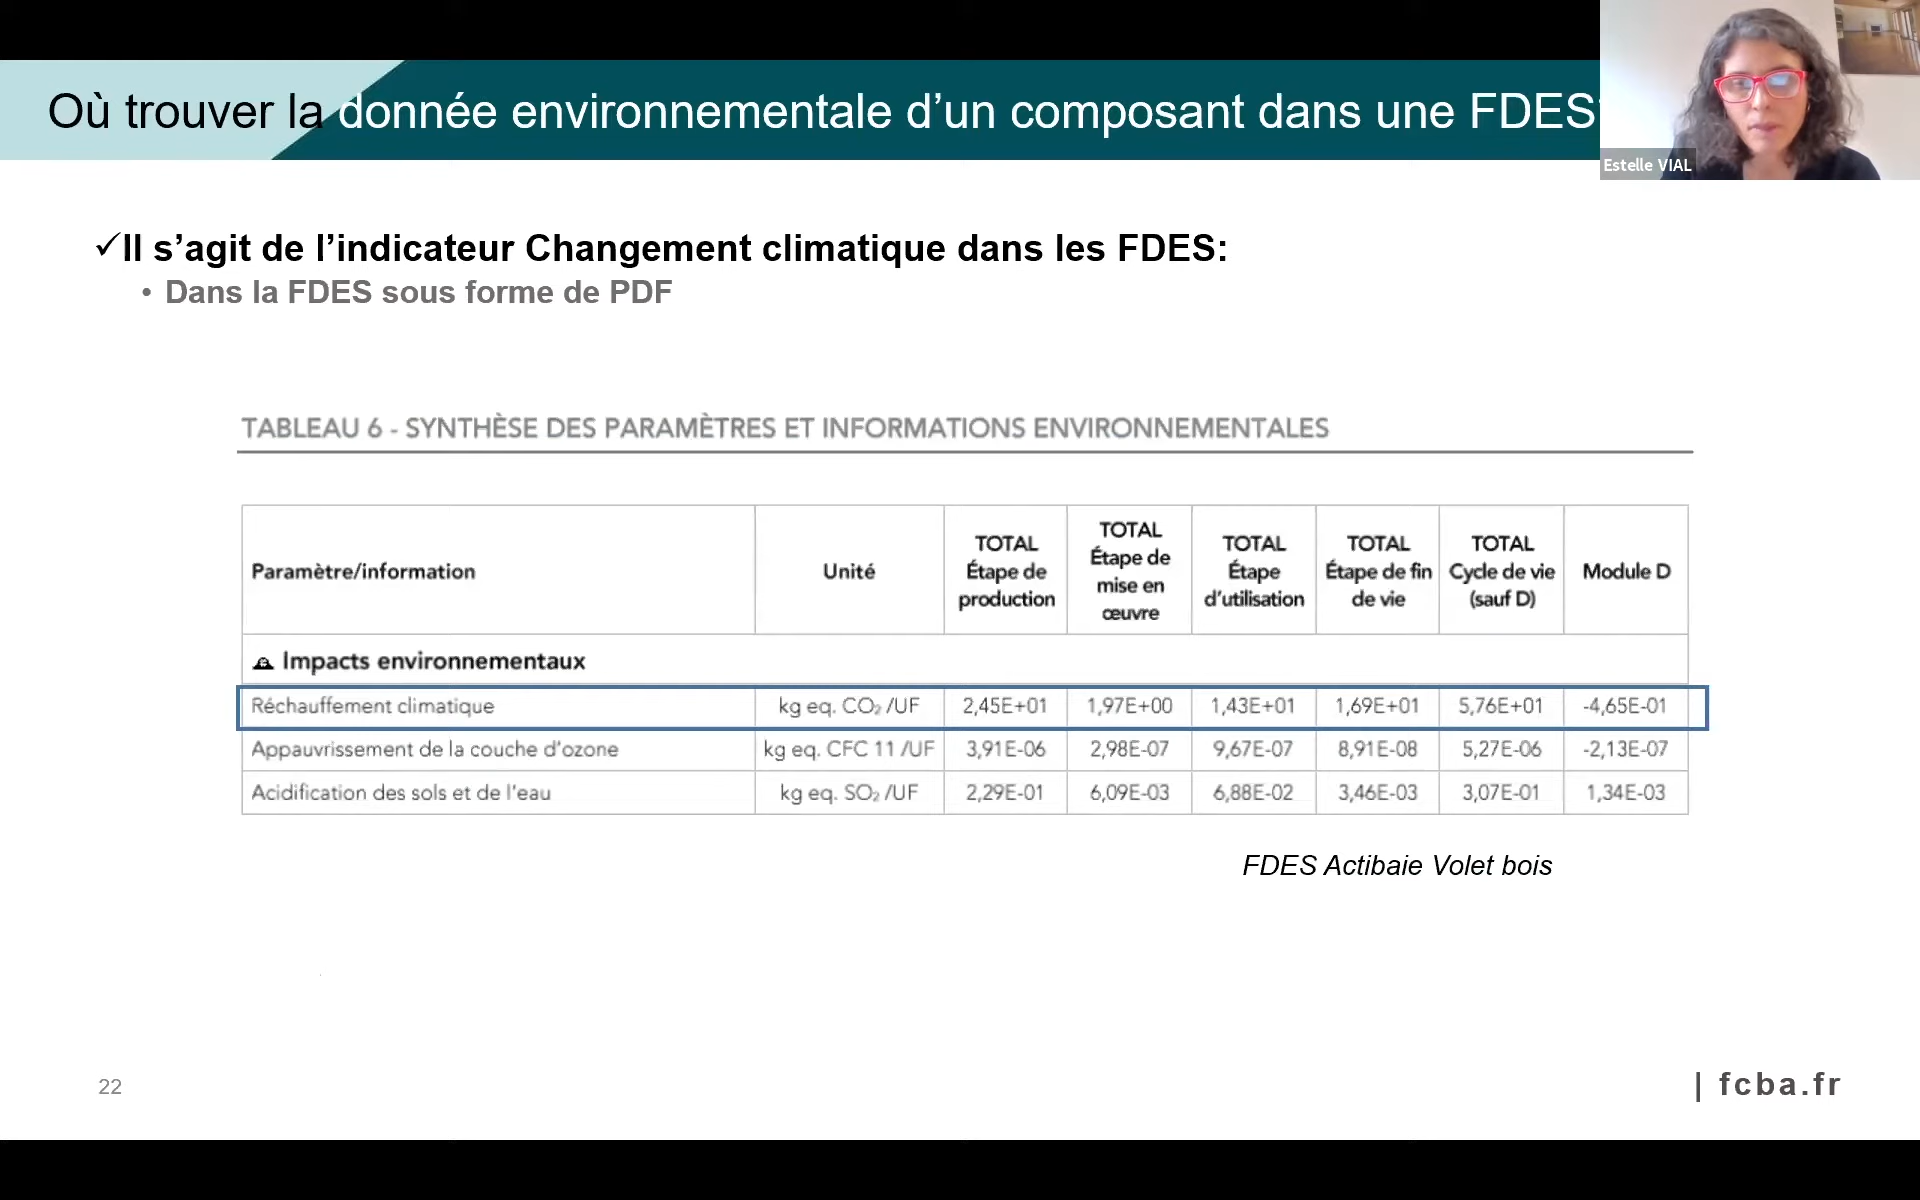 Où trouver la donnée environnementale d’un composant dans une FDES
Estelle VIAL
✓Il s’agit de l’indicateur Changement climatique dans les FDES:
• Dans la FDES sous forme de PDF
TABLEAU 6 - SYNTHÈSE DES PARAMÈTRES ET INFORMATIONS ENVIRONNEMENTALES
Paramètre/information Unité TOTAL Étape de production TOTAL Étape de mise en œuvre TOTAL Étape d’utilisation TOTAL Étape de fin de vie TOTAL Cycle de vie (sauf D) Module D
Impacts environnementaux
Réchauffement climatique kg eq. CO₂ /UF 2,45E+01 1,97E+00 1,43E+01 1,69E+01 5,76E+01 -4,65E-01
Appauvrissement de la couche d’ozone kg eq. CFC 11 /UF 3,91E-06 2,98E-07 9,67E-07 8,91E-08 5,27E-06 -2,13E-07
Acidification des sols et de l’eau kg eq. SO₂ /UF 2,29E-01 6,09E-03 6,88E-02 3,46E-03 3,07E-01 1,34E-03
FDES Actibaie Volet bois
22
| fcba.fr